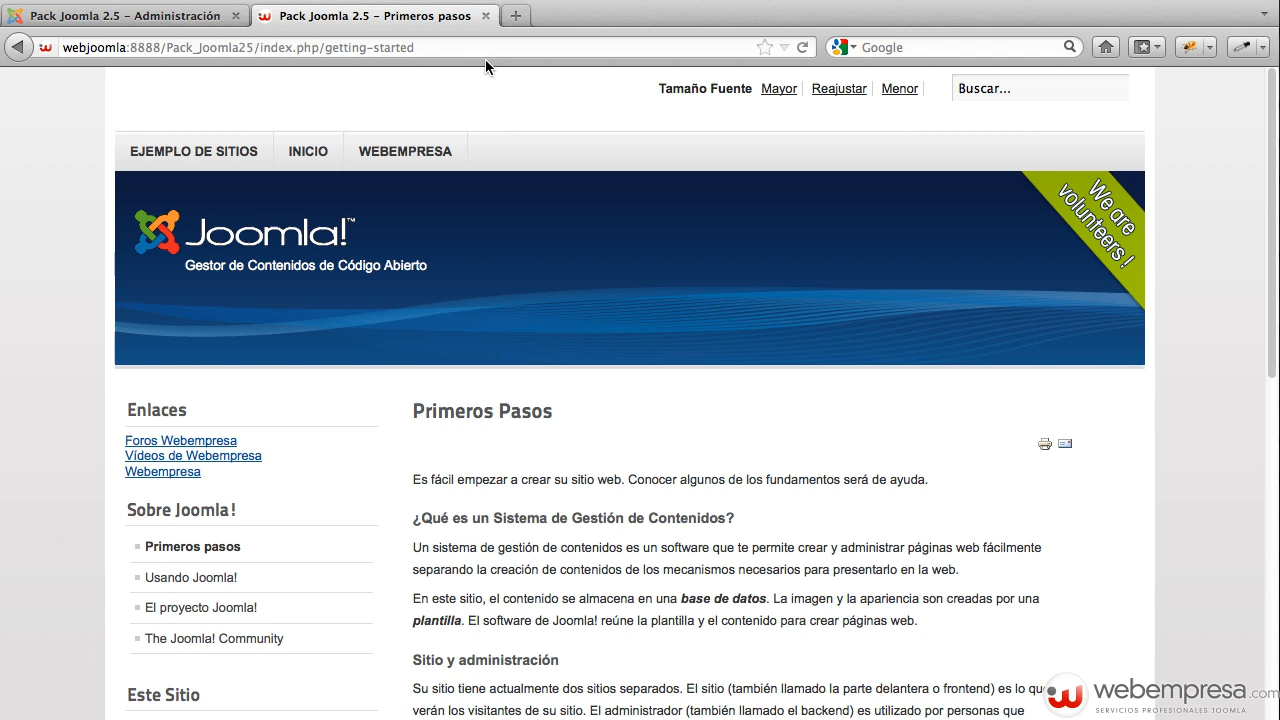 Pack Joomla 2.5 – Administración
Pack Joomla 2.5 – Primeros pasos
webjoomla:8888/Pack_Joomla25/index.php/getting-started
Google
Tamaño Fuente Mayor Reajustar Menor
Buscar...
EJEMPLO DE SITIOS INICIO WEBEMPRESA
Joomla!™
Gestor de Contenidos de Código Abierto
We are
volunteers !
Enlaces
Foros Webempresa
Vídeos de Webempresa
Webempresa
Sobre Joomla!
Primeros pasos
Usando Joomla!
El proyecto Joomla!
The Joomla! Community
Este Sitio
Primeros Pasos
Es fácil empezar a crear su sitio web. Conocer algunos de los fundamentos será de ayuda.
¿Qué es un Sistema de Gestión de Contenidos?
Un sistema de gestión de contenidos es un software que te permite crear y administrar páginas web fácilmente
separando la creación de contenidos de los mecanismos necesarios para presentarlo en la web.
En este sitio, el contenido se almacena en una base de datos. La imagen y la apariencia son creadas por una
plantilla. El software de Joomla! reúne la plantilla y el contenido para crear páginas web.
Sitio y administración
Su sitio tiene actualmente dos sitios separados. El sitio (también llamado la parte delantera o frontend) es lo qu
verán los visitantes de su sitio. El administrador (también llamado el backend) es utilizado por personas que
webempresa.com
SERVICIOS PROFESIONALES JOOMLA